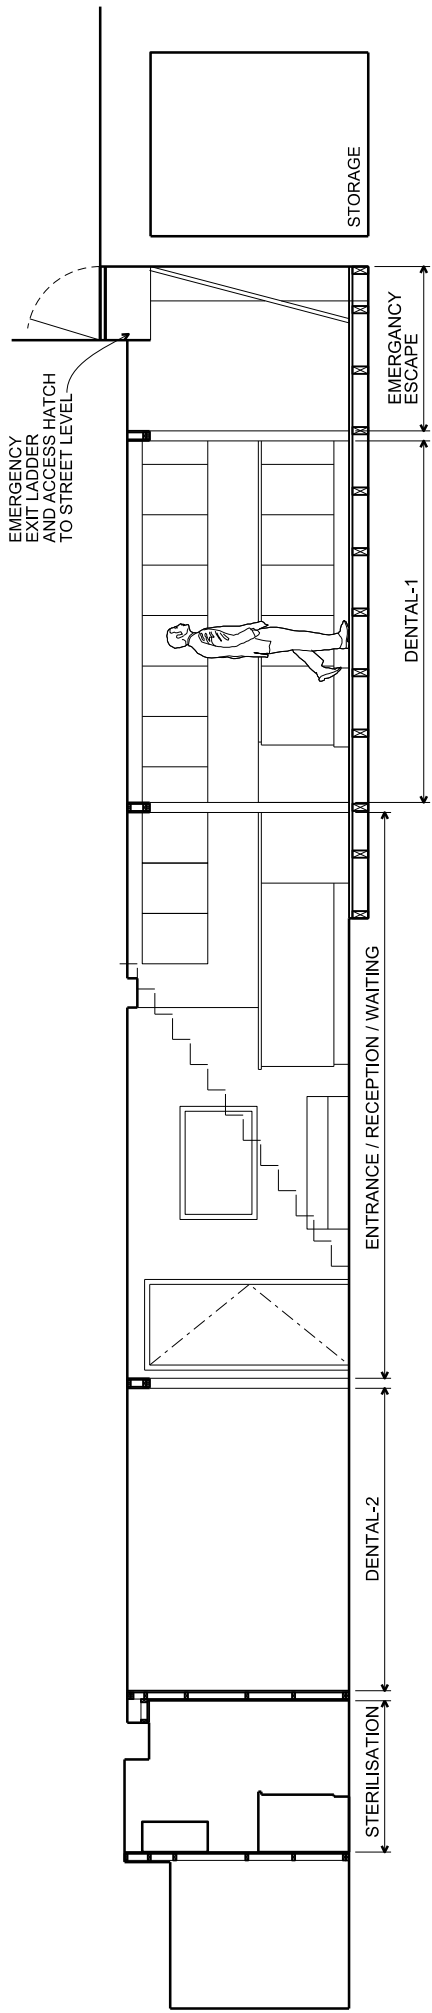 EMERGENCY
EXIT LADDER
AND ACCESS HATCH
TO STREET LEVEL
STERILISATION
DENTAL-2
ENTRANCE / RECEPTION / WAITING
DENTAL-1
EMERGANCY
ESCAPE
STORAGE